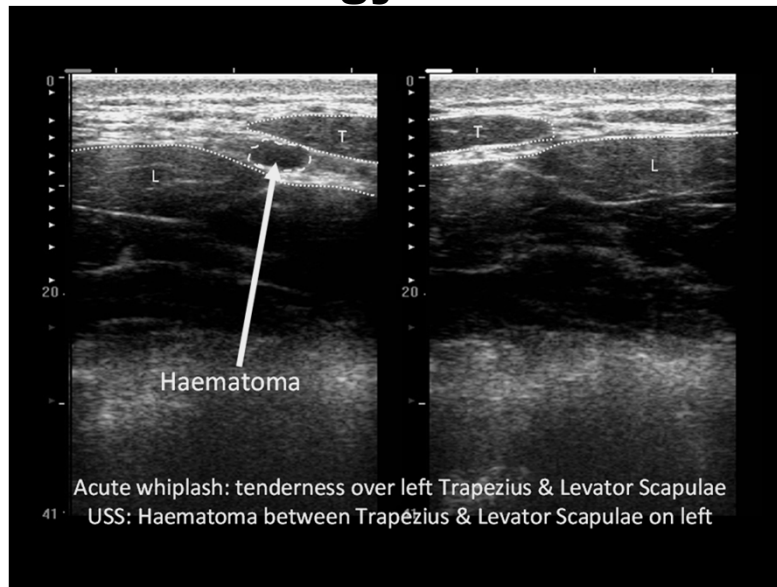 gy
0
T
T
L
L
20
20
Haematoma
Acute whiplash: tenderness over left Trapezius & Levator Scapulae
41
USS: Haematoma between Trapezius & Levator Scapulae on left